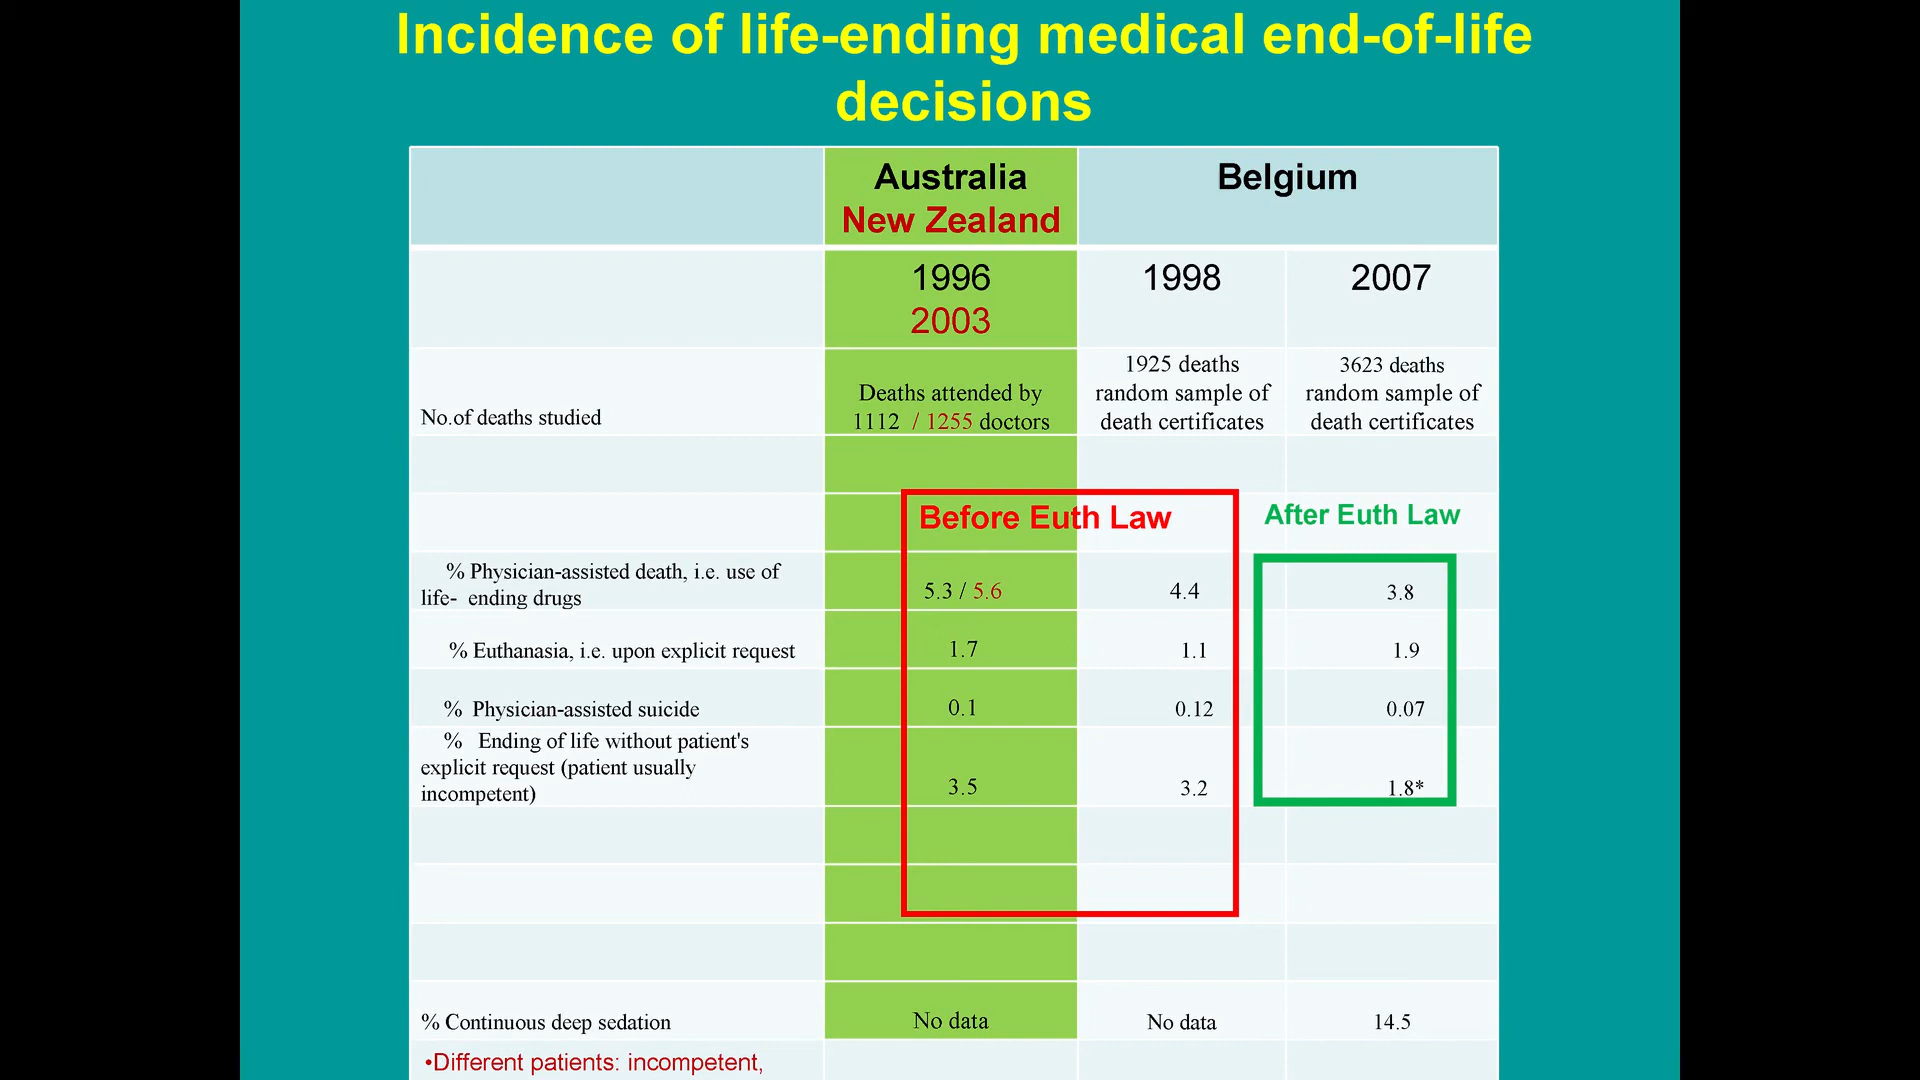 Incidence of life-ending medical end-of-life
decisions
Australia
New Zealand
Belgium
1996
2003
1998
2007
No.of deaths studied
Deaths attended by
1112 / 1255 doctors
1925 deaths
random sample of
death certificates
3623 deaths
random sample of
death certificates
Before Euth Law
After Euth Law
% Physician-assisted death, i.e. use of
life- ending drugs
5.3 / 5.6
4.4
3.8
% Euthanasia, i.e. upon explicit request
1.7
1.1
1.9
% Physician-assisted suicide
0.1
0.12
0.07
% Ending of life without patient's
explicit request (patient usually
incompetent)
3.5
3.2
1.8*
% Continuous deep sedation
No data
No data
14.5
•Different patients: incompetent,